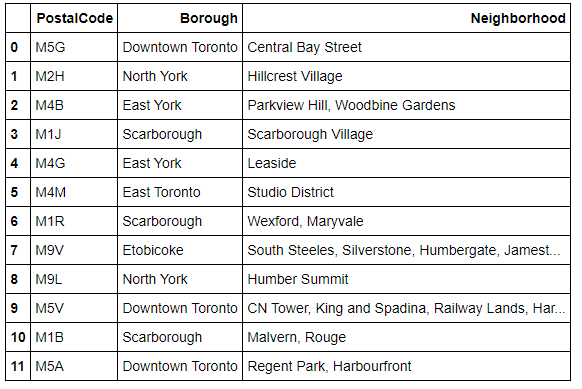 PostalCode Borough Neighborhood
0 M5G Downtown Toronto Central Bay Street
1 M2H North York Hillcrest Village
2 M4B East York Parkview Hill, Woodbine Gardens
3 M1J Scarborough Scarborough Village
4 M4G East York Leaside
5 M4M East Toronto Studio District
6 M1R Scarborough Wexford, Maryvale
7 M9V Etobicoke South Steeles, Silverstone, Humbergate, Jamest...
8 M9L North York Humber Summit
9 M5V Downtown Toronto CN Tower, King and Spadina, Railway Lands, Har...
10 M1B Scarborough Malvern, Rouge
11 M5A Downtown Toronto Regent Park, Harbourfront